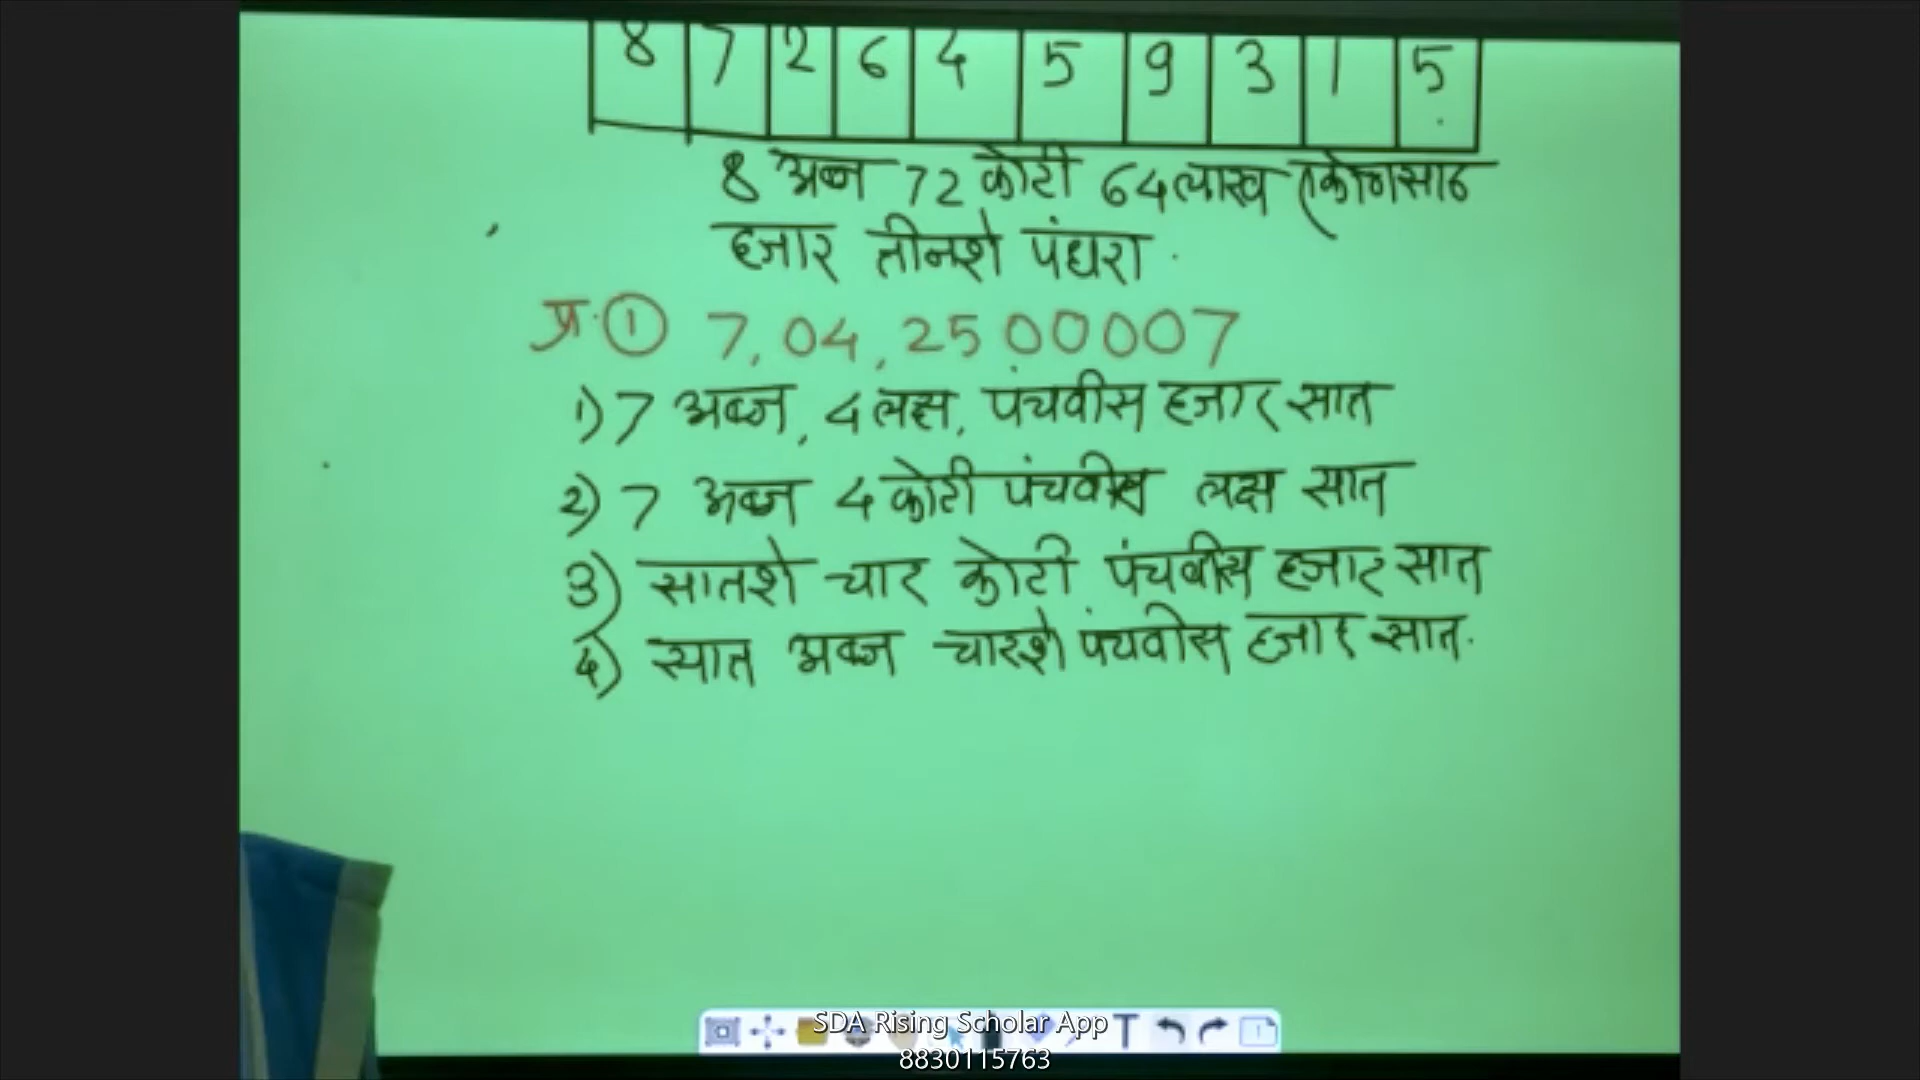 8 7 2 6 4 5 9 3 1 5
8 अब्ज 72 कोटी 64 लाख एकोणसाठ
हजार तीनशे पंधरा.
प्र. ① 7,04,2500007
1) 7 अब्ज, 4 लक्ष, पंचवीस हजार सात
2) 7 अब्ज 4 कोटी पंचवीस लक्ष सात
3) सातशे चार कोटी पंचवीस हजार सात
4) सात अब्ज चारशे पंचवीस हजार सात.
SDA Rising Scholar App
8830115763